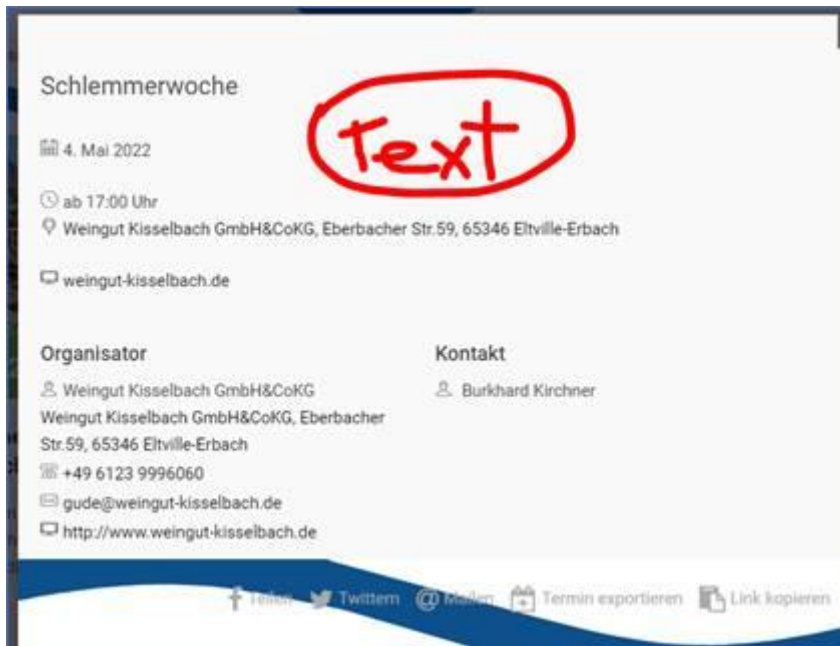 Schlemmerwoche
Text
4. Mai 2022
ab 17:00 Uhr
Weingut Kisselbach GmbH&CoKG, Eberbacher Str.59, 65346 Eltville-Erbach
weingut-kisselbach.de
Organisator
Weingut Kisselbach GmbH&CoKG
Weingut Kisselbach GmbH&CoKG, Eberbacher
Str.59, 65346 Eltville-Erbach
+49 6123 9996060
gude@weingut-kisselbach.de
http://www.weingut-kisselbach.de
Kontakt
Burkhard Kirchner
Teilen Twittern Mailen Termin exportieren Link kopieren